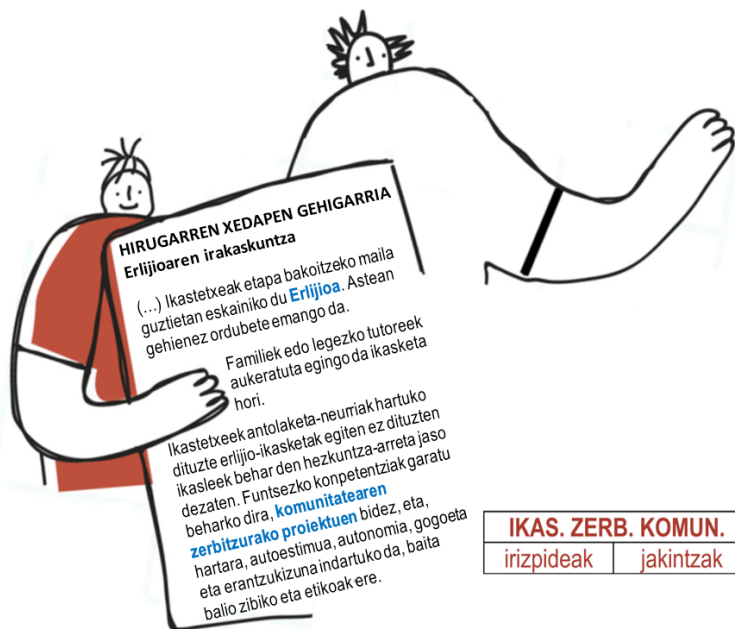 HIRUGARREN XEDAPEN GEHIGARRIA
Erlijioaren irakaskuntza
(...) Ikastetxeak etapa bakoitzeko maila
guztietan eskainiko du Erlijioa. Astean
gehienez ordubete emango da.
Familiek edo legezko tutoreek
aukeratuta egingo da ikasketa
hori.
Ikastetxeek antolaketa-neurriak hartuko
dituzte erlijio-ikasketak egiten ez dituzten
ikasleek behar den hezkuntza-arreta jaso
dezaten. Funtsezko konpetentziak garatu
beharko dira, komunitatearen
zerbitzurako proiektuen bidez, eta,
hartara, autoestimua, autonomia, gogoeta
eta erantzukizuna indartuko da, baita
balio zibiko eta etikoak ere.
IKAS. ZERB. KOMUN.
irizpideak jakintzak